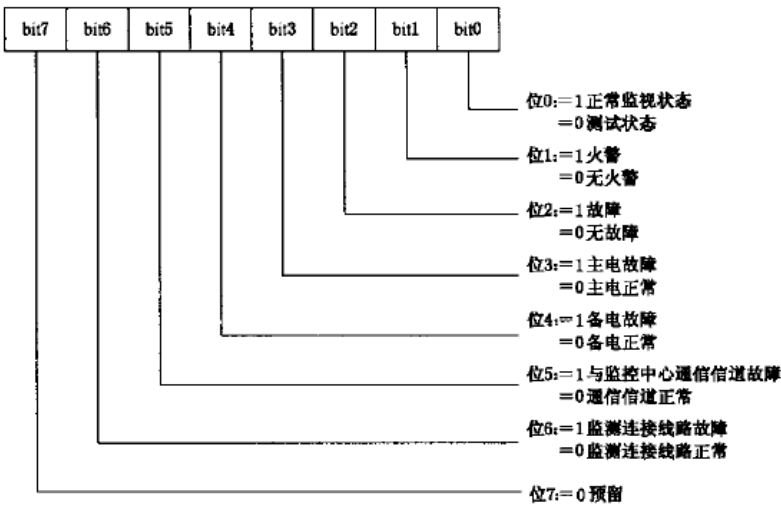 bit7 bit6 bit5 bit4 bit3 bit2 bit1 bit0
位0:=1正常监视状态
=0测试状态
位1:=1火警
=0无火警
位2:=1故障
=0无故障
位3:=1主电故障
=0主电正常
位4:=1备电故障
=0备电正常
位5:=1与监控中心通信信道故障
=0通信信道正常
位6:=1监测连接线路故障
=0监测连接线路正常
位7:=0预留